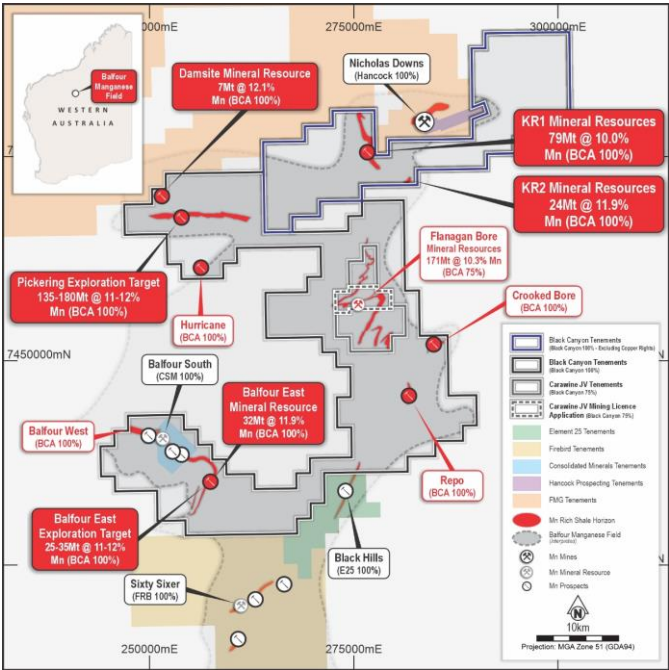 mE
275000mE
300000mE
Balfour
Manganese
Field
WESTERN
AUSTRALIA
Damsite Mineral Resource
7Mt @ 12.1%
Mn (BCA 100%)
Nicholas Downs
(Hancock 100%)
KR1 Mineral Resources
79Mt @ 10.0%
Mn (BCA 100%)
KR2 Mineral Resources
24Mt @ 11.9%
Mn (BCA 100%)
Flanagan Bore
Mineral Resources
171Mt @ 10.3% Mn
(BCA 75%)
Pickering Exploration Target
135-180Mt @ 11-12%
Mn (BCA 100%)
Hurricane
(BCA 100%)
Crooked Bore
(BCA 100%)
7450000mN
Balfour South
(CSM 100%)
Balfour East
Mineral Resource
32Mt @ 11.9%
Mn (BCA 100%)
Balfour West
(BCA 100%)
Repo
(BCA 100%)
Balfour East
Exploration Target
25-35Mt @ 11-12%
Mn (BCA 100%)
Black Hills
(E25 100%)
Sixty Sixer
(FRB 100%)
Black Canyon Tenements
(Black Canyon 100% - Excluding Copper Rights)
Black Canyon Tenements
(Black Canyon 100%)
Carawine JV Tenements
(Black Canyon 75%)
Carawine JV Mining Licence
Application (Black Canyon 75%)
Element 25 Tenements
Firebird Tenements
Consolidated Minerals Tenements
Hancock Prospecting Tenements
FMG Tenements
Mn Rich Shale Horizon
Balfour Manganese Field
(Interpreted)
Mn Mines
Mn Mineral Resource
Mn Prospects
N
10km
Projection: MGA Zone 51 (GDA94)
250000mE
275000mE